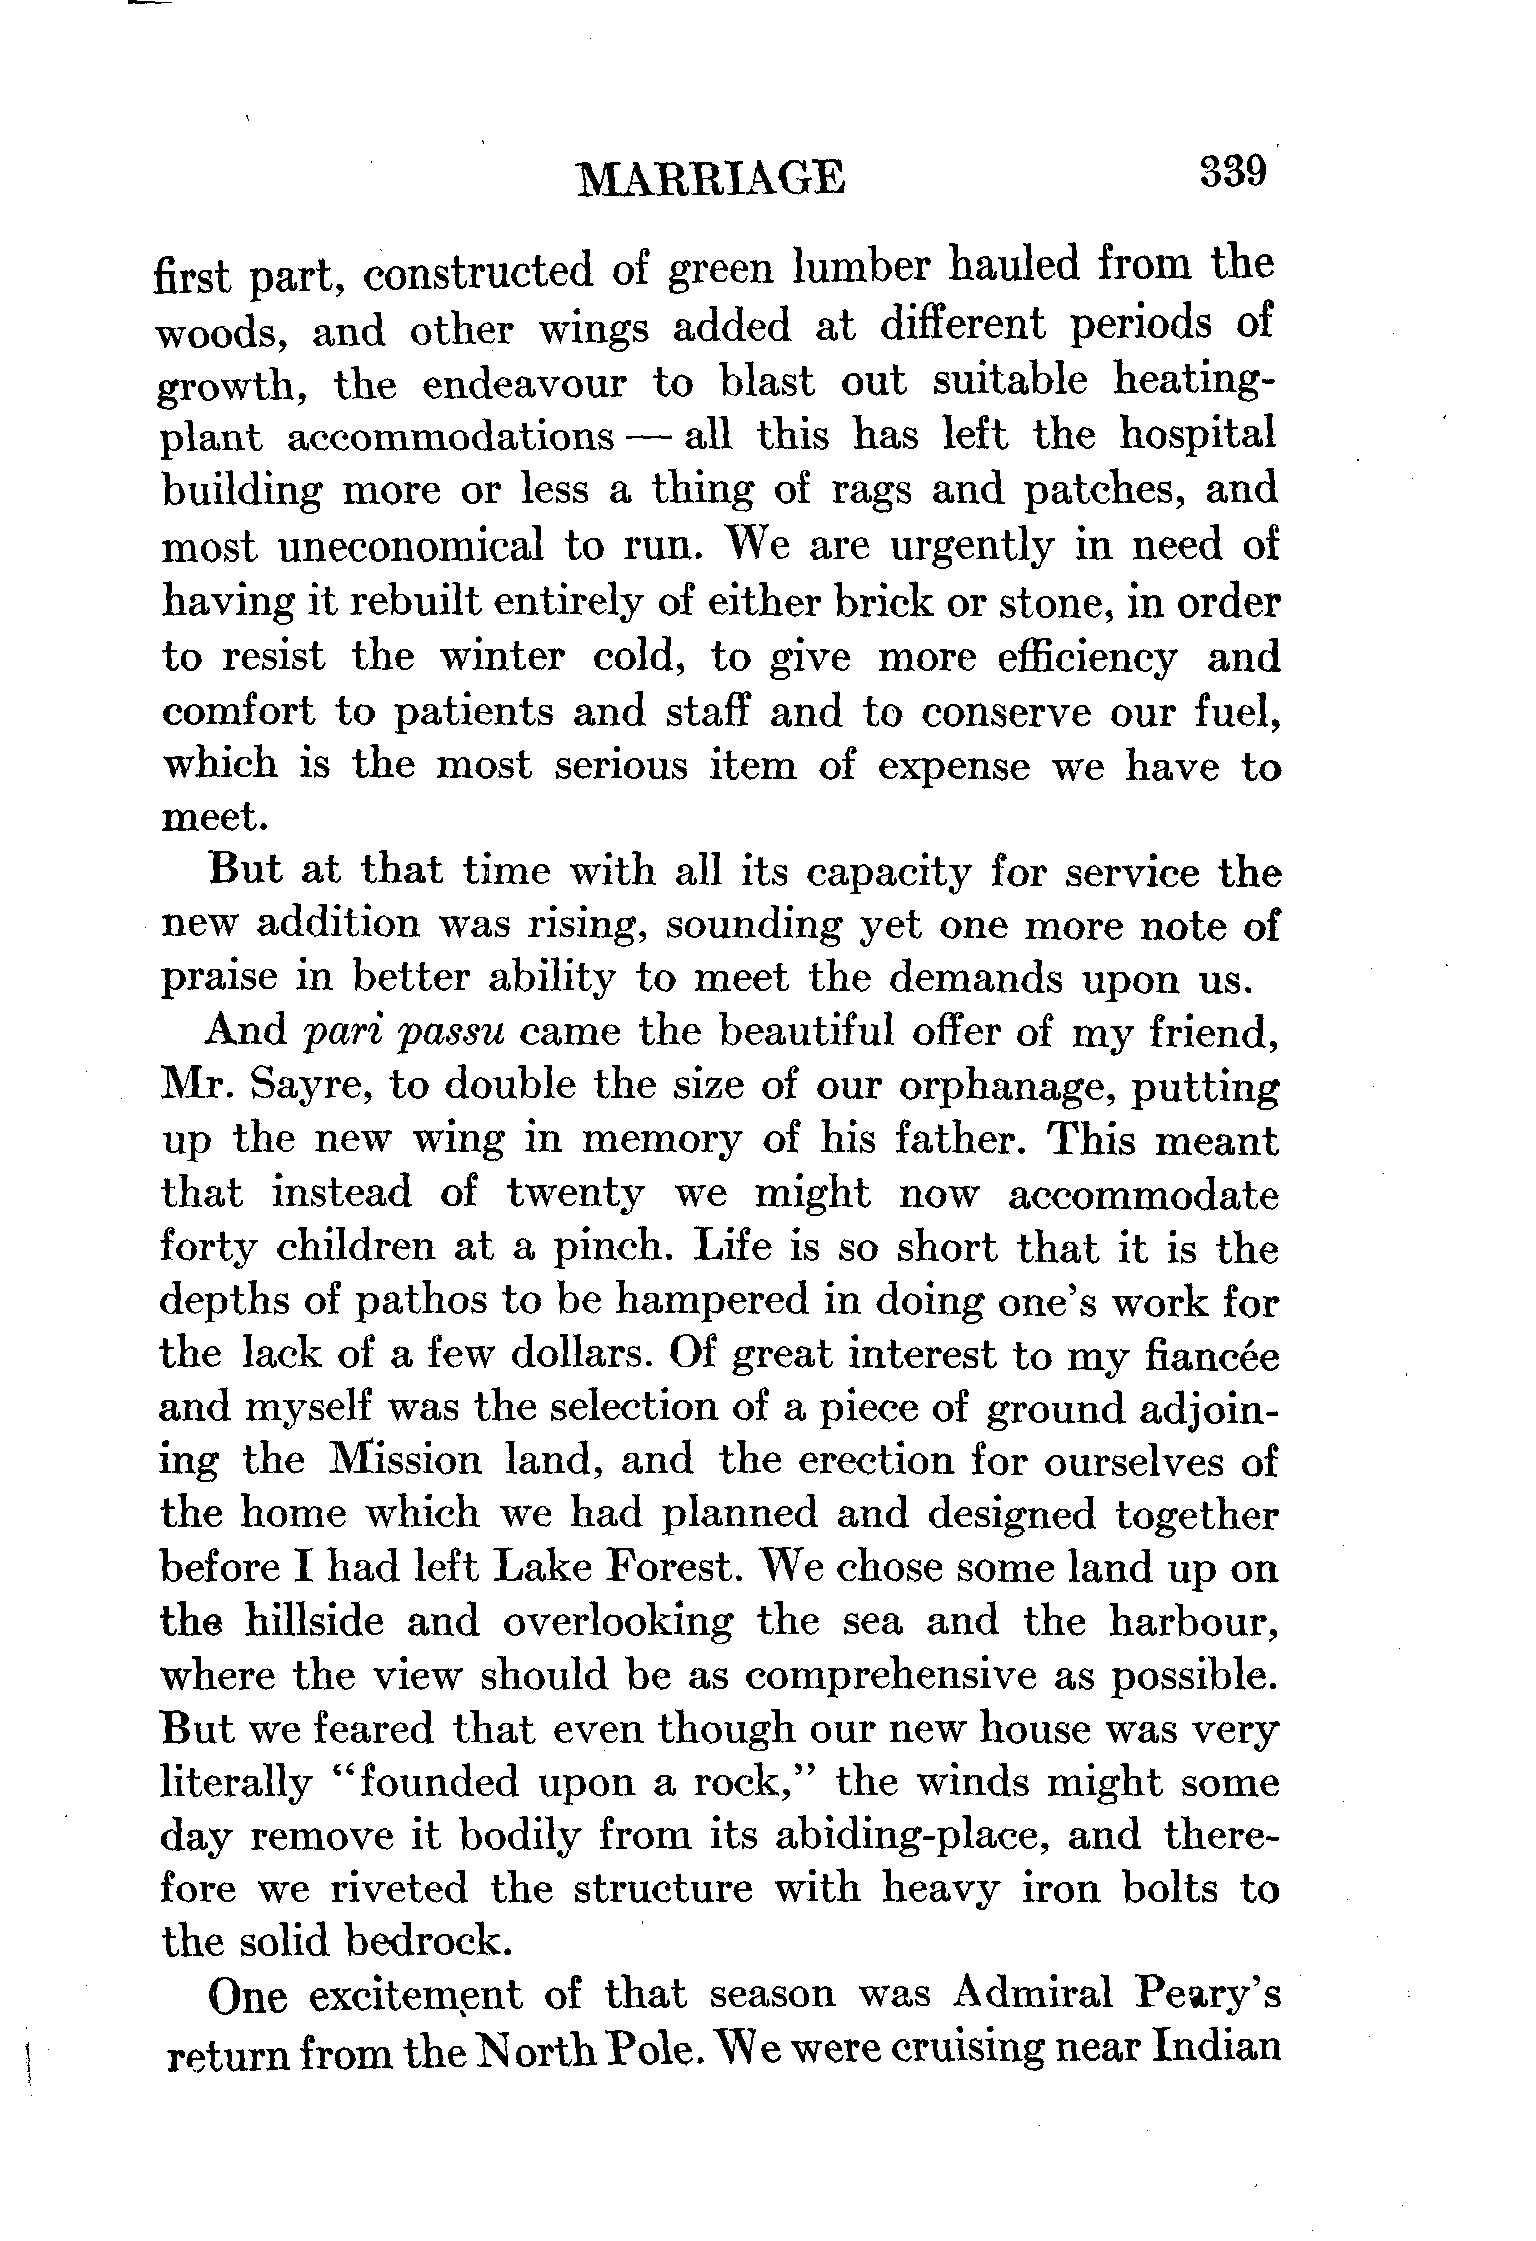 MARRIAGE 339
first part, constructed of green lumber hauled from the
woods, and other wings added at different periods of
growth, the endeavour to blast out suitable heating-
plant accommodations — all this has left the hospital
building more or less a thing of rags and patches, and
most uneconomical to run. We are urgently in need of
having it rebuilt entirely of either brick or stone, in order
to resist the winter cold, to give more efficiency and
comfort to patients and staff and to conserve our fuel,
which is the most serious item of expense we have to
meet.
But at that time with all its capacity for service the
new addition was rising, sounding yet one more note of
praise in better ability to meet the demands upon us.
And pari passu came the beautiful offer of my friend,
Mr. Sayre, to double the size of our orphanage, putting
up the new wing in memory of his father. This meant
that instead of twenty we might now accommodate
forty children at a pinch. Life is so short that it is the
depths of pathos to be hampered in doing one's work for
the lack of a few dollars. Of great interest to my fiancée
and myself was the selection of a piece of ground adjoin-
ing the Mission land, and the erection for ourselves of
the home which we had planned and designed together
before I had left Lake Forest. We chose some land up on
the hillside and overlooking the sea and the harbour,
where the view should be as comprehensive as possible.
But we feared that even though our new house was very
literally "founded upon a rock," the winds might some
day remove it bodily from its abiding-place, and there-
fore we riveted the structure with heavy iron bolts to
the solid bedrock.
One excitement of that season was Admiral Peary's
return from the North Pole. We were cruising near Indian